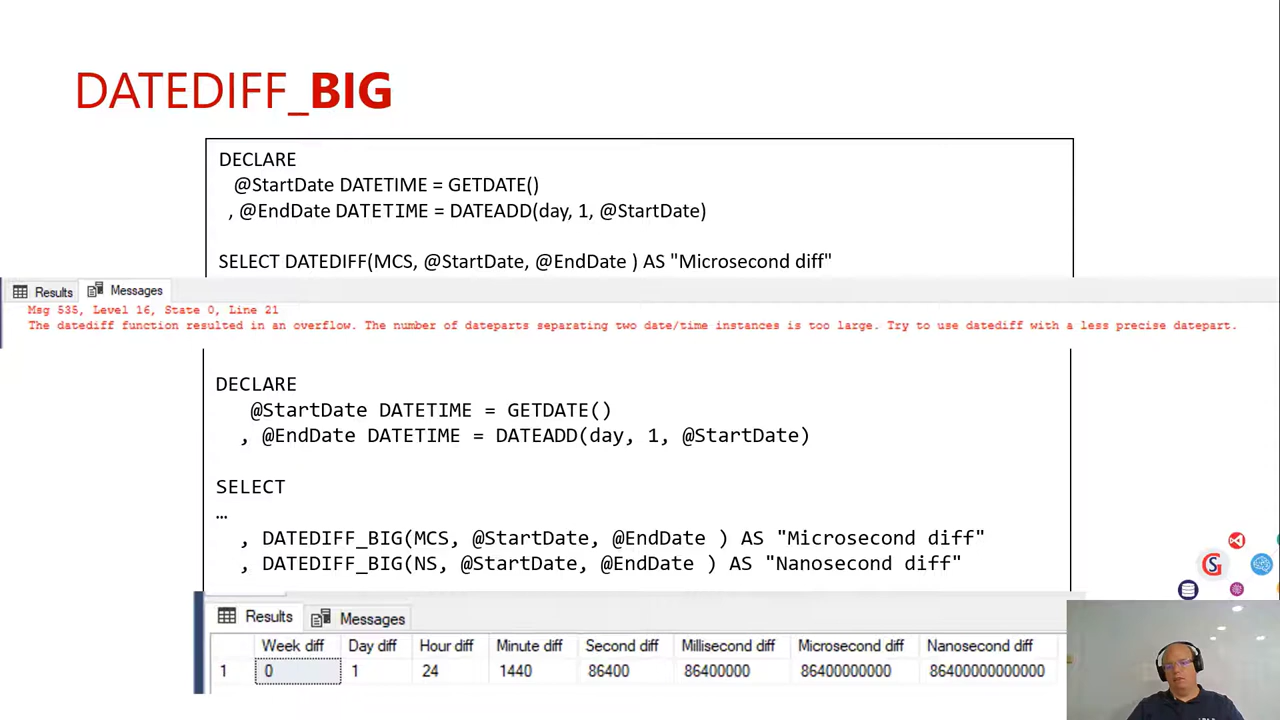 DATEDIFF_BIG
DECLARE
@StartDate DATETIME = GETDATE()
, @EndDate DATETIME = DATEADD(day, 1, @StartDate)
SELECT DATEDIFF(MCS, @StartDate, @EndDate ) AS "Microsecond diff"
Results Messages
Msg 535, Level 16, State 0, Line 21
The datediff function resulted in an overflow. The number of dateparts separating two date/time instances is too large. Try to use datediff with a less precise datepart.
DECLARE
@StartDate DATETIME = GETDATE()
, @EndDate DATETIME = DATEADD(day, 1, @StartDate)
SELECT
…
, DATEDIFF_BIG(MCS, @StartDate, @EndDate ) AS "Microsecond diff"
, DATEDIFF_BIG(NS, @StartDate, @EndDate ) AS "Nanosecond diff"
Results Messages
Week diff Day diff Hour diff Minute diff Second diff Millisecond diff Microsecond diff Nanosecond diff
1 0 1 24 1440 86400 86400000 86400000000 86400000000000